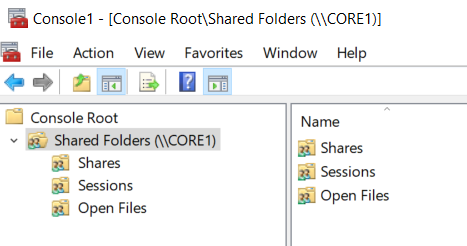 Console1 - [Console Root\Shared Folders (\\CORE1)]
File Action View Favorites Window Help
Console Root
Shared Folders (\\CORE1)
Shares
Sessions
Open Files
Name
Shares
Sessions
Open Files